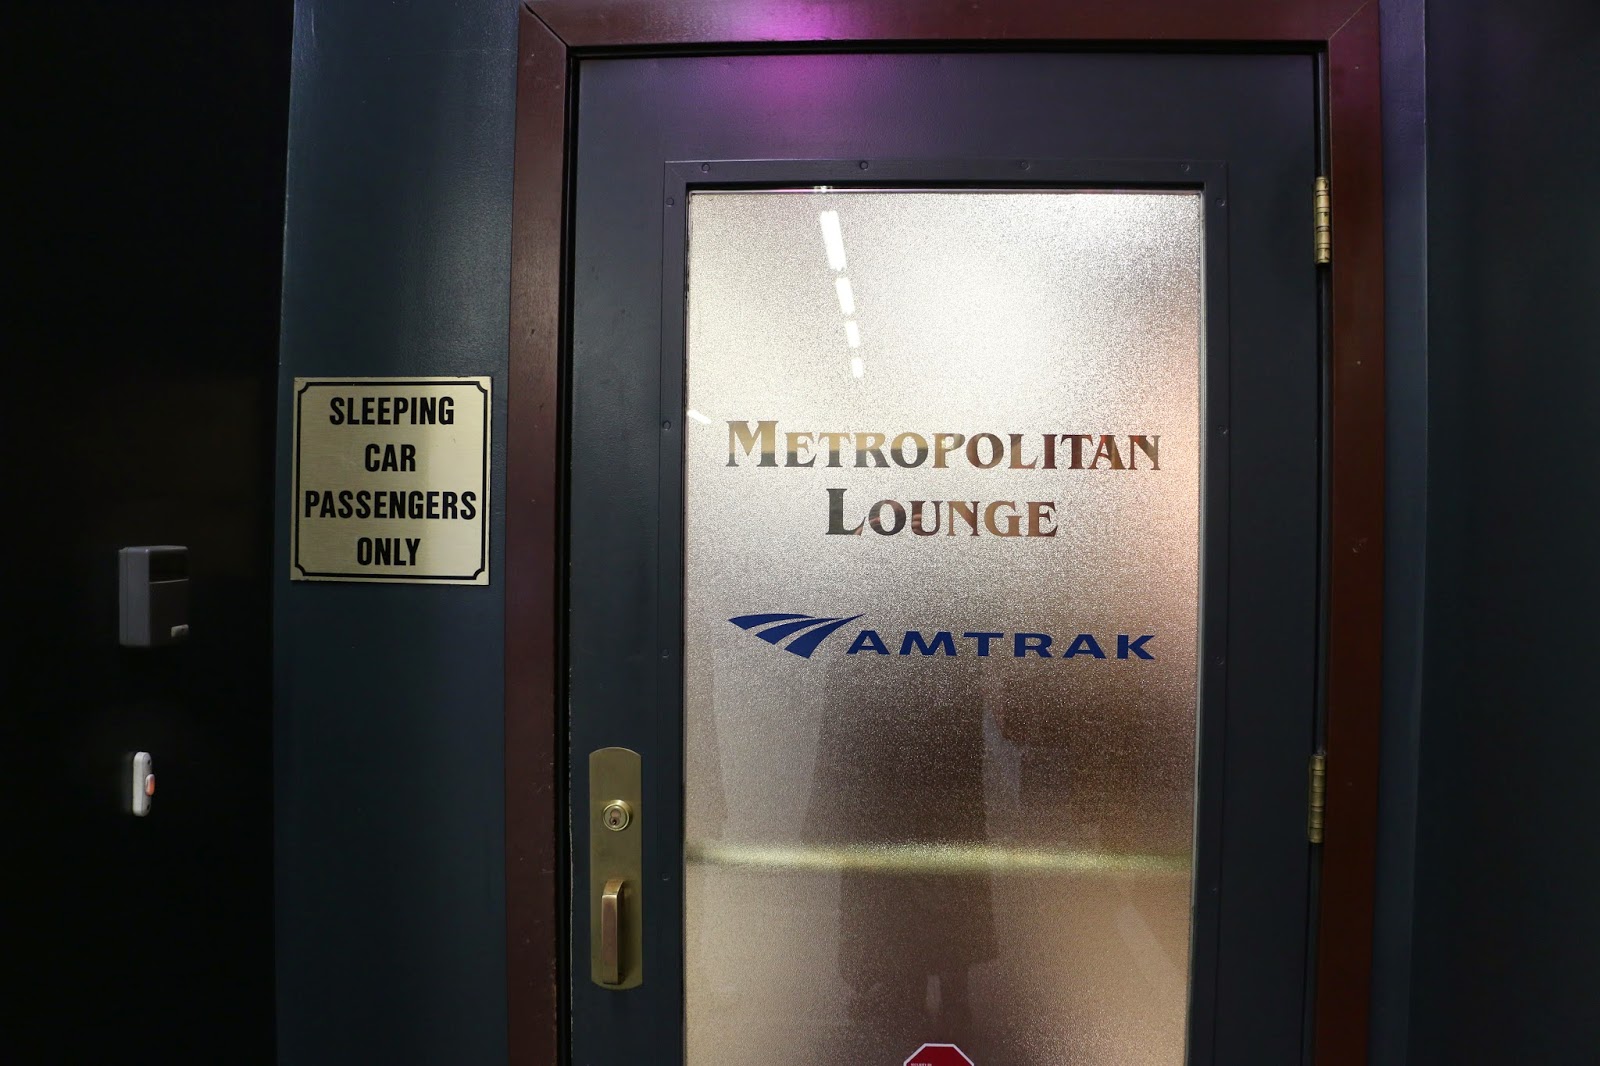 SLEEPING
CAR
PASSENGERS
ONLY
METROPOLITAN
LOUNGE
AMTRAK